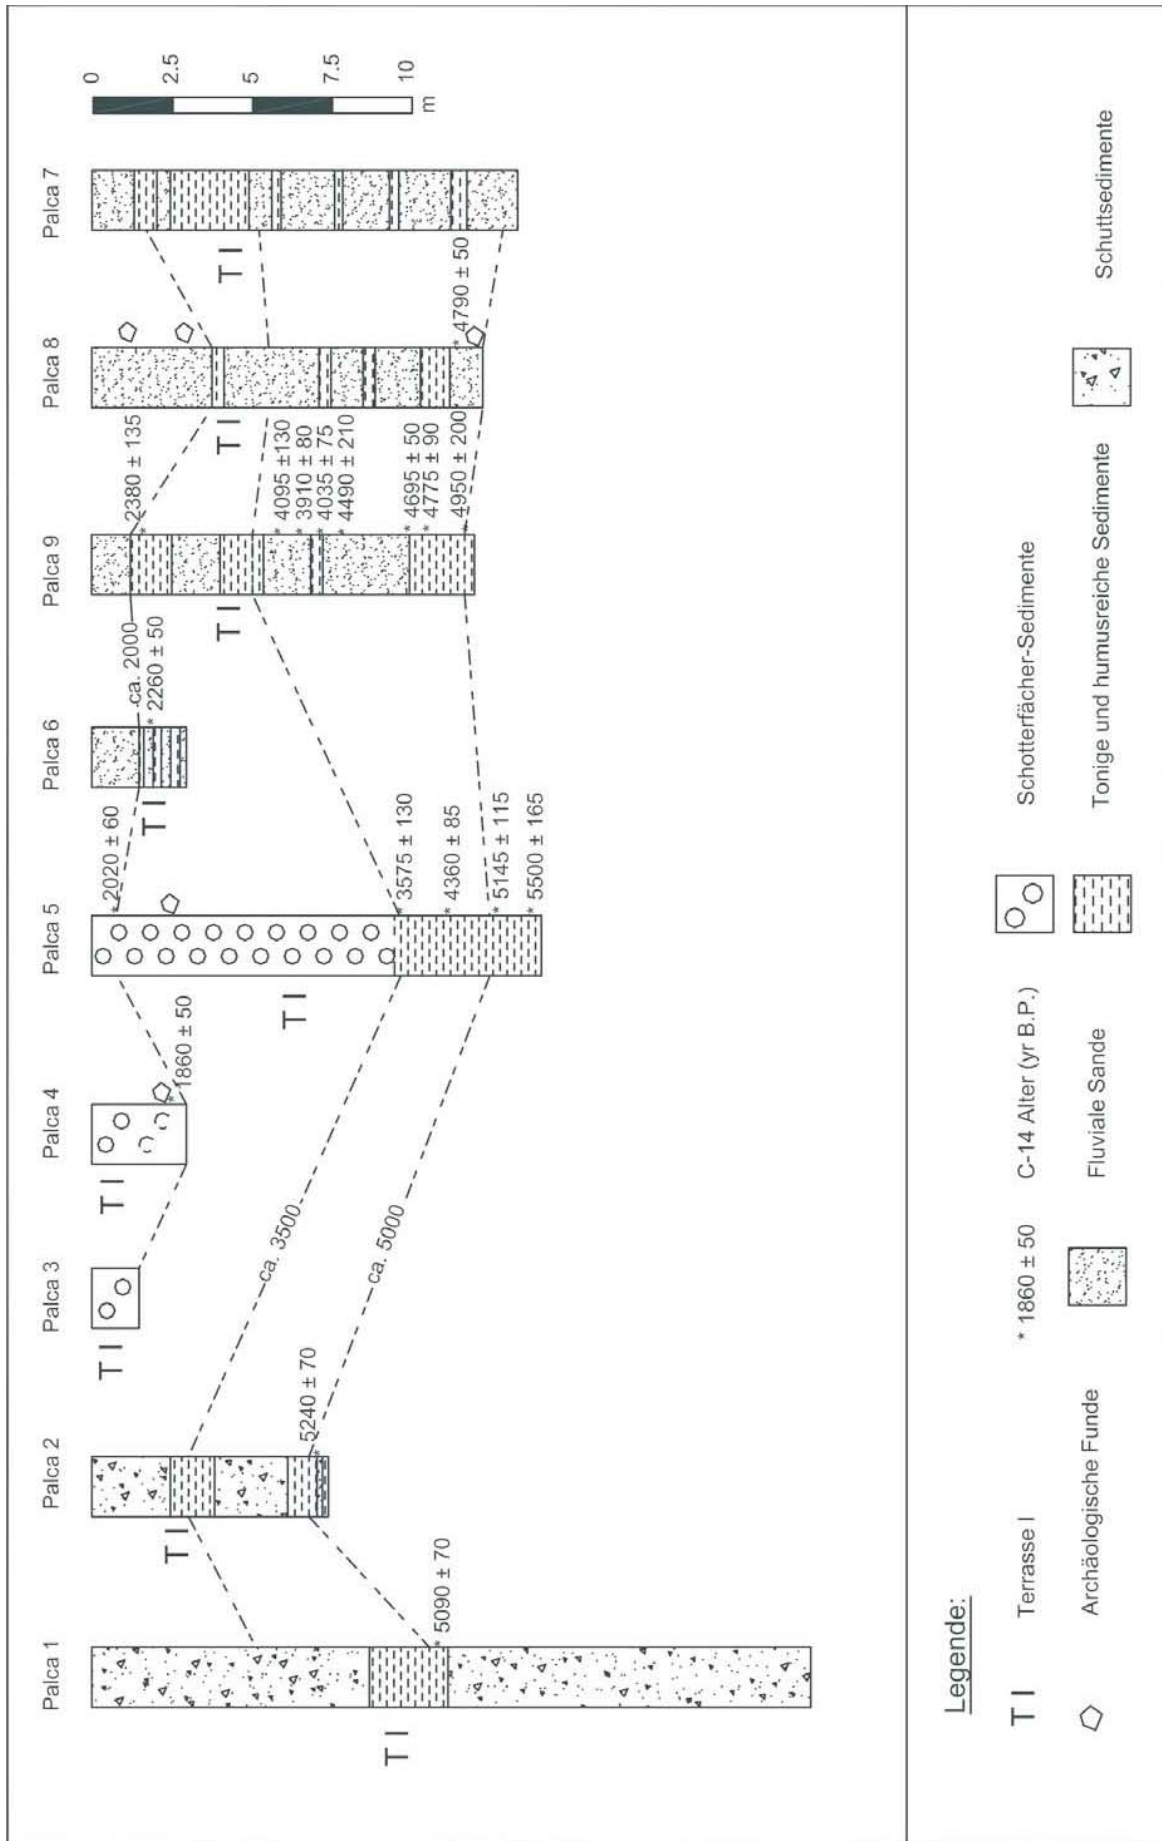 Palca 1
Palca 2
Palca 3
Palca 4
Palca 5
Palca 6
Palca 9
Palca 8
Palca 7
0
2.5
5
7.5
10
m
T I
* 5090 ± 70
T I
* 5240 ± 70
T I
T I
* 1860 ± 50
ca. 3500
ca. 5000
T I
* 2020 ± 60
* 3575 ± 130
* 4360 ± 85
* 5145 ± 115
* 5500 ± 165
T I
ca. 2000
* 2260 ± 50
T I
* 2380 ± 135
* 4095 ±130
* 3910 ± 80
* 4035 ± 75
* 4490 ± 210
* 4695 ± 50
* 4775 ± 90
* 4950 ± 200
T I
* 4790 ± 50
T I
Legende:
T I Terrasse I
* 1860 ± 50 C-14 Alter (yr B.P.)
Schotterfächer-Sedimente
Archäologische Funde
Fluviale Sande
Tonige und humusreiche Sedimente
Schuttsedimente